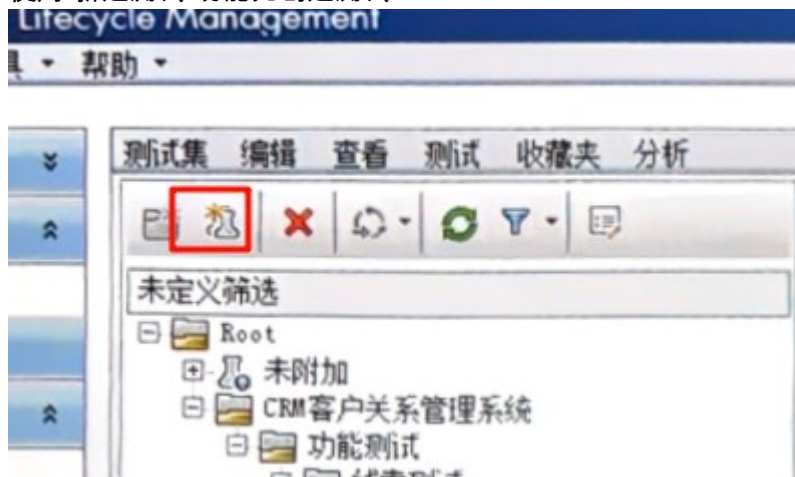 Lifecycle Management
具 帮助
测试集 编辑 查看 测试 收藏夹 分析
未定义筛选
Root
未附加
CRM客户关系管理系统
功能测试